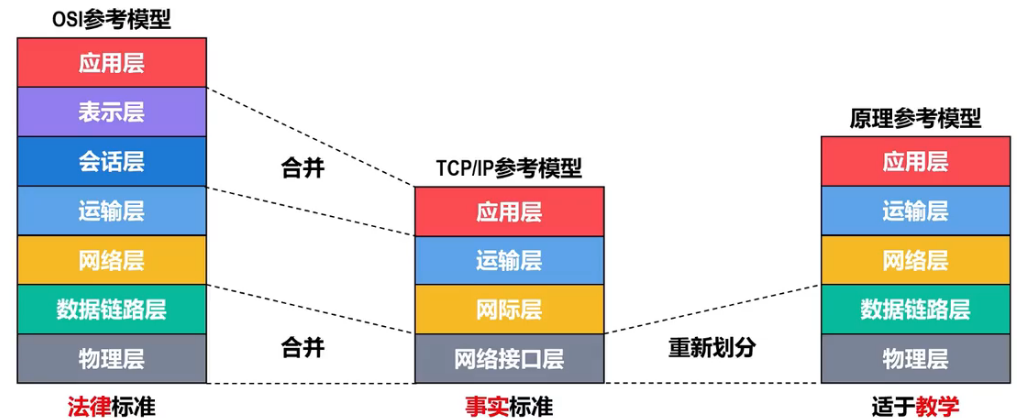 OSI参考模型
应用层
表示层
会话层
运输层
网络层
数据链路层
物理层
法律标准
合并
合并
TCP/IP参考模型
应用层
运输层
网际层
网络接口层
事实标准
重新划分
原理参考模型
应用层
运输层
网络层
数据链路层
物理层
适于教学